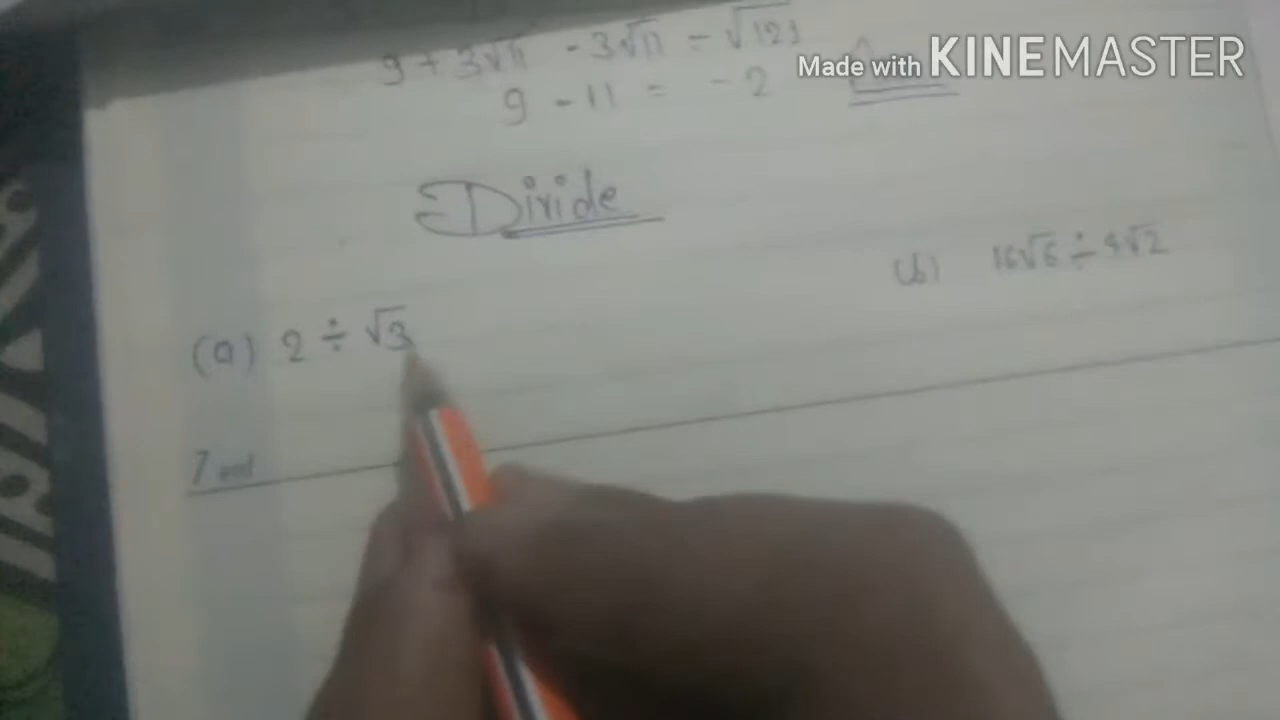 9 + 3√11 - 3√11 - √121
Made with KINEMASTER
9 - 11 = - 2
Divide
(a) 2 ÷ √3
(b) 16√6 ÷ 4√2